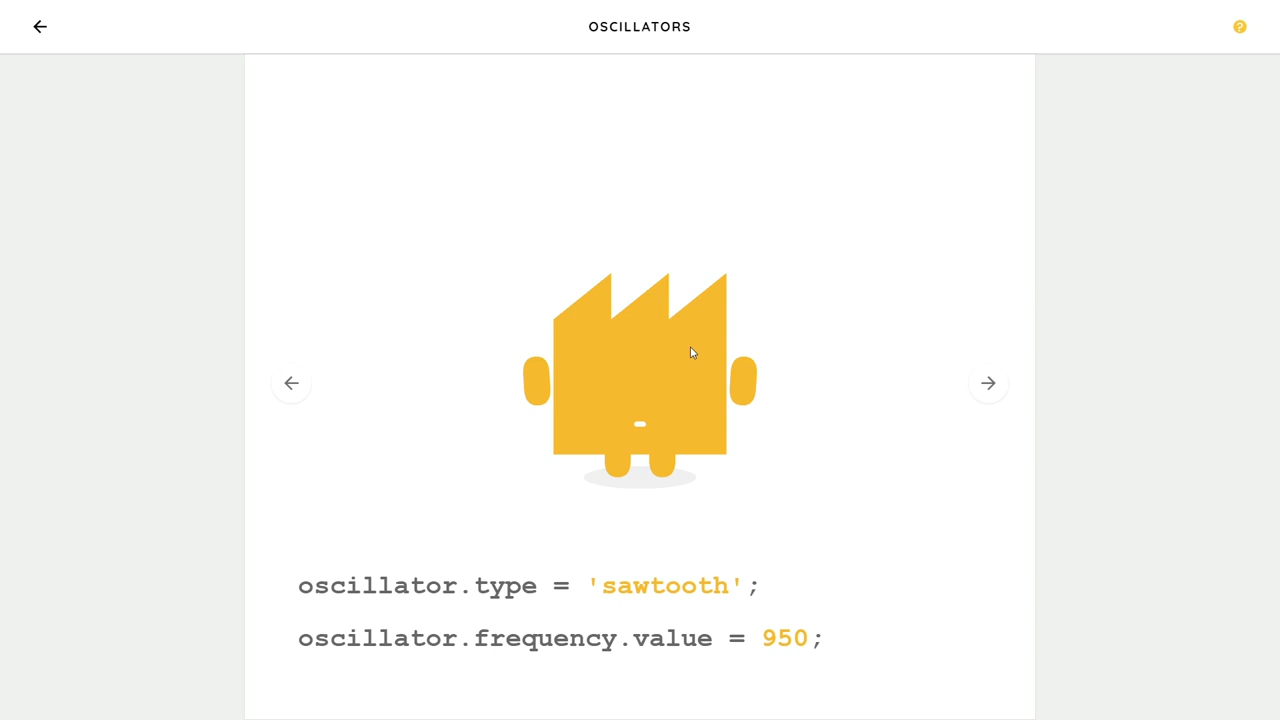 OSCILLATORS
?
oscillator.type = 'sawtooth';
oscillator.frequency.value = 950;